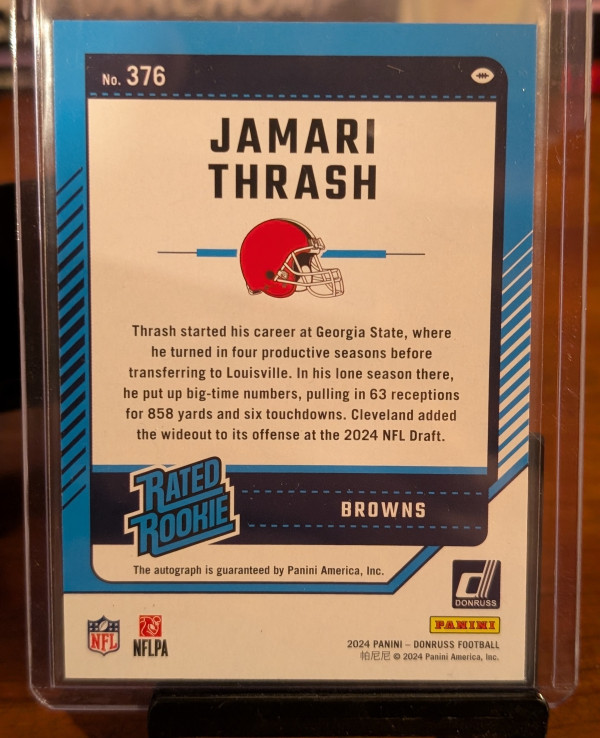 No. 376
JAMARI
THRASH
Thrash started his career at Georgia State, where
he turned in four productive seasons before
transferring to Louisville. In his lone season there,
he put up big-time numbers, pulling in 63 receptions
for 858 yards and six touchdowns. Cleveland added
the wideout to its offense at the 2024 NFL Draft.
RATED
ROOKIE
BROWNS
The autograph is guaranteed by Panini America, Inc.
DONRUSS
PANINI
NFL
NFLPA
2024 PANINI – DONRUSS FOOTBALL
帕尼尼 © 2024 Panini America, Inc.